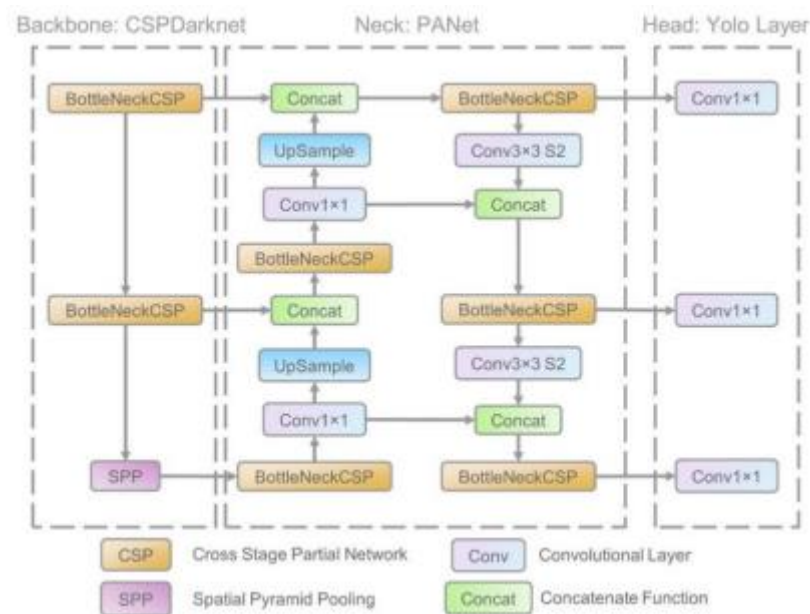 Backbone: CSPDarknet
Neck: PANet
Head: Yolo Layer
BottleNeckCSP
Concat
BottleNeckCSP
Conv1×1
UpSample
Conv3×3 S2
Conv1×1
Concat
BottleNeckCSP
BottleNeckCSP
Concat
BottleNeckCSP
Conv1×1
UpSample
Conv3×3 S2
Conv1×1
Concat
SPP
BottleNeckCSP
BottleNeckCSP
Conv1×1
CSP
Cross Stage Partial Network
Conv
Convolutional Layer
SPP
Spatial Pyramid Pooling
Concat
Concatenate Function